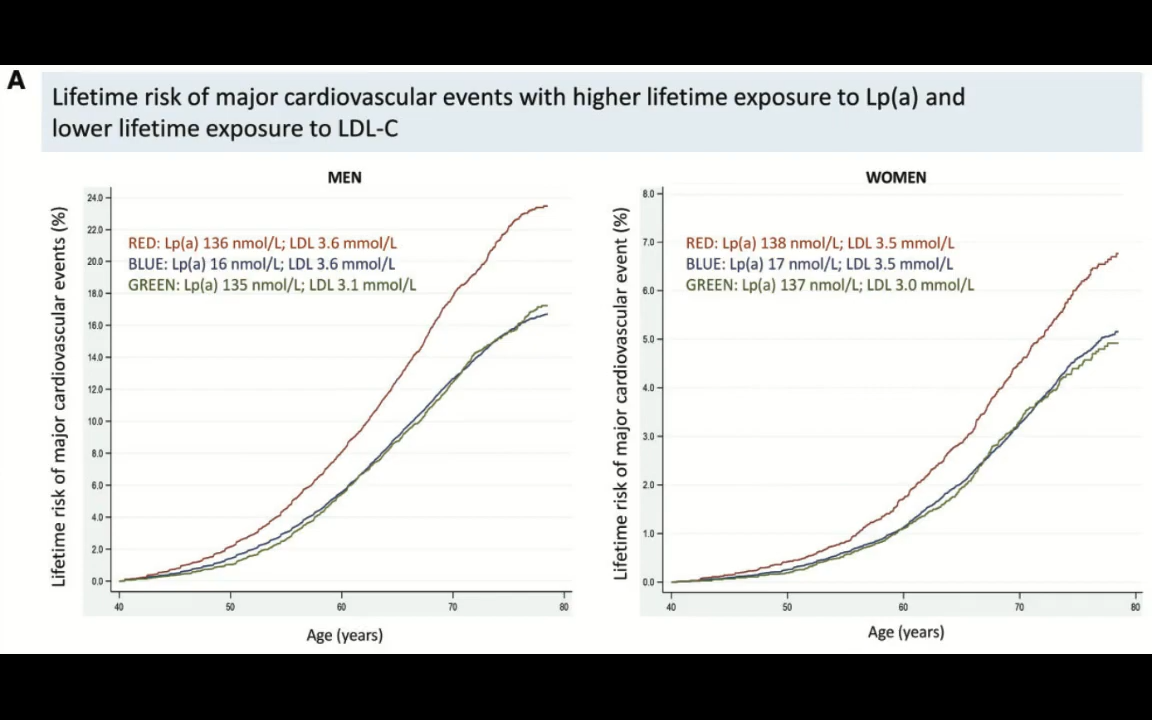 A
Lifetime risk of major cardiovascular events with higher lifetime exposure to Lp(a) and
lower lifetime exposure to LDL-C
MEN
Lifetime risk of major cardiovascular events (%)
24.0
22.0
20.0
18.0
16.0
14.0
12.0
10.0
8.0
6.0
4.0
2.0
0.0
RED: Lp(a) 136 nmol/L; LDL 3.6 mmol/L
BLUE: Lp(a) 16 nmol/L; LDL 3.6 mmol/L
GREEN: Lp(a) 135 nmol/L; LDL 3.1 mmol/L
40 50 60 70 80
Age (years)
WOMEN
Lifetime risk of major cardiovascular event (%)
8.0
7.0
6.0
5.0
4.0
3.0
2.0
1.0
0.0
RED: Lp(a) 138 nmol/L; LDL 3.5 mmol/L
BLUE: Lp(a) 17 nmol/L; LDL 3.5 mmol/L
GREEN: Lp(a) 137 nmol/L; LDL 3.0 mmol/L
40 50 60 70 80
Age (years)